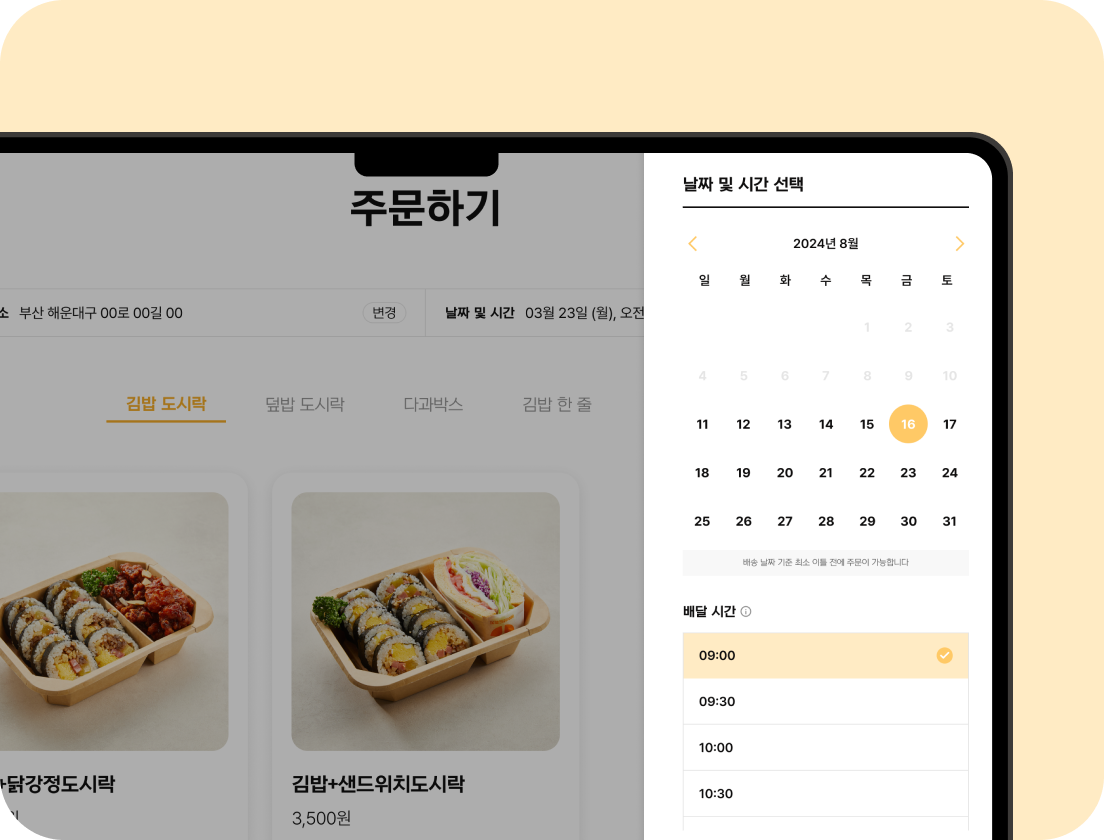 주문하기
소 부산 해운대구 00로 00길 00 변경 날짜 및 시간 03월 23일 (월), 오전
김밥 도시락 덮밥 도시락 다과박스 김밥 한 줄
+닭강정도시락
원
김밥+샌드위치도시락
3,500원
날짜 및 시간 선택
2024년 8월
일 월 화 수 목 금 토
1 2 3
4 5 6 7 8 9 10
11 12 13 14 15 16 17
18 19 20 21 22 23 24
25 26 27 28 29 30 31
배송 날짜 기준 최소 이틀 전에 주문이 가능합니다
배달 시간
09:00
09:30
10:00
10:30